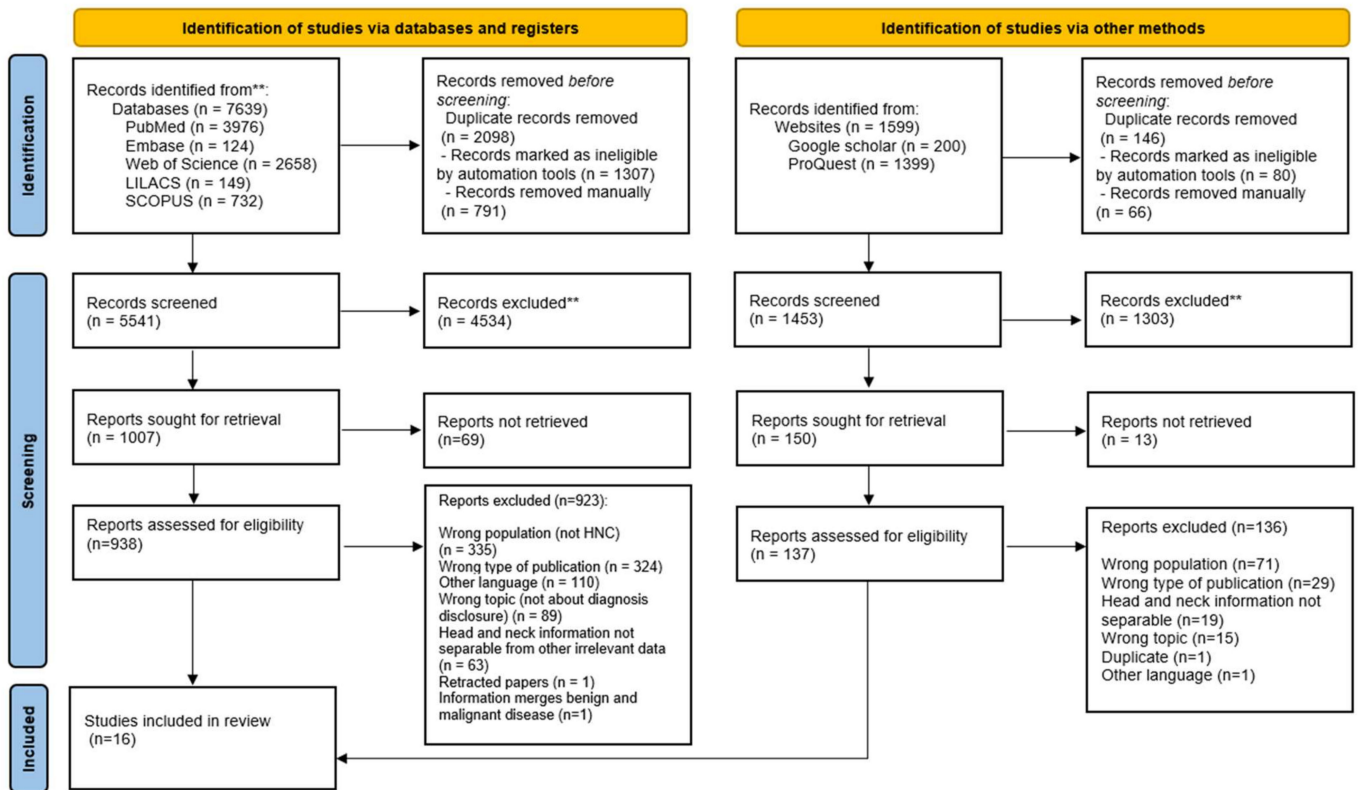 Identification of studies via databases and registers
Identification of studies via other methods
Identification
Records identified from**:
Databases (n = 7639)
PubMed (n = 3976)
Embase (n = 124)
Web of Science (n = 2658)
LILACS (n = 149)
SCOPUS (n = 732)
Records removed before
screening:
Duplicate records removed
(n = 2098)
- Records marked as ineligible
by automation tools (n = 1307)
- Records removed manually
(n = 791)
Records identified from:
Websites (n = 1599)
Google scholar (n = 200)
ProQuest (n = 1399)
Records removed before
screening:
Duplicate records removed
(n = 146)
- Records marked as ineligible
by automation tools (n = 80)
- Records removed manually
(n = 66)
Screening
Records screened
(n = 5541)
Records excluded**
(n = 4534)
Records screened
(n = 1453)
Records excluded**
(n = 1303)
Reports sought for retrieval
(n = 1007)
Reports not retrieved
(n=69)
Reports sought for retrieval
(n = 150)
Reports not retrieved
(n = 13)
Reports assessed for eligibility
(n=938)
Reports excluded (n=923):
Wrong population (not HNC)
(n = 335)
Wrong type of publication (n = 324)
Other language (n = 110)
Wrong topic (not about diagnosis
disclosure) (n = 89)
Head and neck information not
separable from other irrelevant data
(n = 63)
Retracted papers (n = 1)
Information merges benign and
malignant disease (n=1)
Reports assessed for eligibility
(n = 137)
Reports excluded (n=136)
Wrong population (n=71)
Wrong type of publication (n=29)
Head and neck information not
separable (n=19)
Wrong topic (n=15)
Duplicate (n=1)
Other language (n=1)
Included
Studies included in review
(n=16)